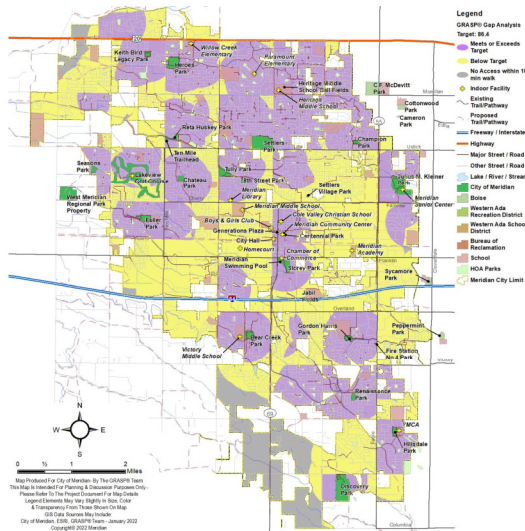 Legend
GRASP® Gap Analysis
Target: 86.4
Meets or Exceeds
Target
Below Target
No Access within 10
min walk
Indoor Facility
Existing
Trail/Pathway
Proposed
Trail/Pathway
Freeway / Interstate
Highway
Major Street / Road
Other Street / Road
Lake / River / Stream
City of Meridian
Boise
Western Ada
Recreation District
Western Ada School
District
Bureau of
Reclamation
School
HOA Parks
Meridian City Limit
20
Keith Bird
Legacy Park
Heroes
Park
Willow Creek
Elementary
Paramount
Elementary
Heritage Middle
School Ball Fields
Heritage
Middle School
C.F. McDevitt
Park
Cottonwood
Park
Cameron
Park
Reta Huskey Park
Settlers
Park
Champion
Park
Ustick
Ten Mile
Trailhead
Seasons
Park
Lakeview
Golf Course
Chateau
Park
Tully Park
8th Street Park
Settlers
Village Park
Julius M. Kleiner
Park
Meridian
Senior Center
West Meridian
Regional Park
Property
Meridian
Library
Meridian Middle School
Cole Valley Christian School
Boys & Girls Club
Meridian Community Center
Generations Plaza
Centennial Park
Fuller
Park
City Hall
Homecourt
Chamber of
Commerce
Meridian
Academy
Franklin
Meridian
Swimming Pool
Storey Park
Sycamore
Park
Jabil
Fields
Overland
Gordon Harris
Park
Peppermint
Park
Bear Creek
Park
Victory
Middle School
Fire Station
No. 4 Park
69
Renaissance
Park
YMCA
Hillsdale
Park
Discovery
Park
Columbia
N
W
E
S
0
1
2
Miles
Map Produced For City of Meridian- By The GRASP® Team
This Map Is Intended For Planning & Discussion Purposes Only -
Please Refer To The Project Document For Map Details
Legend Elements May Vary Slightly In Size, Color
& Transparency From Those Shown On Map
GIS Data Sources May Include:
City of Meridian, ESRI, GRASP® Team - January 2022
Copyright© 2022 Meridian